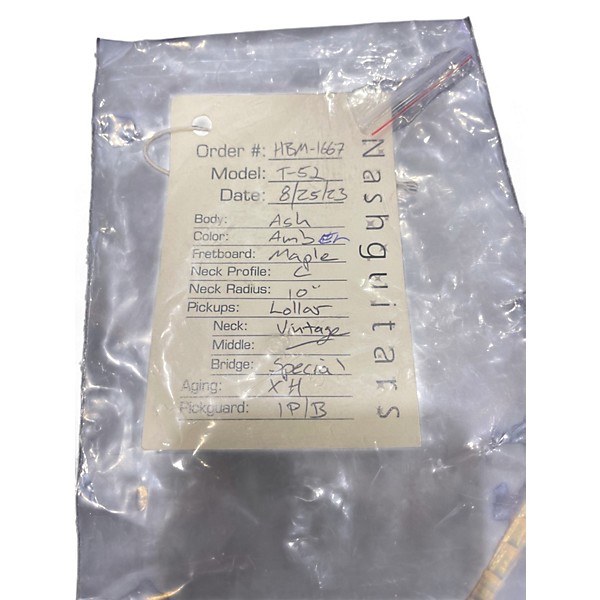 Order #: HBM-1667
Model: T-52
Date: 8/25/23
Body: Ash
Color: Amber
Fretboard: Maple
Neck Profile: C
Neck Radius: 10"
Pickups: Lollar
Neck: Vintage
Middle: —
Bridge: Special
Aging: XH
Pickguard: 1P/B
Nashguitars